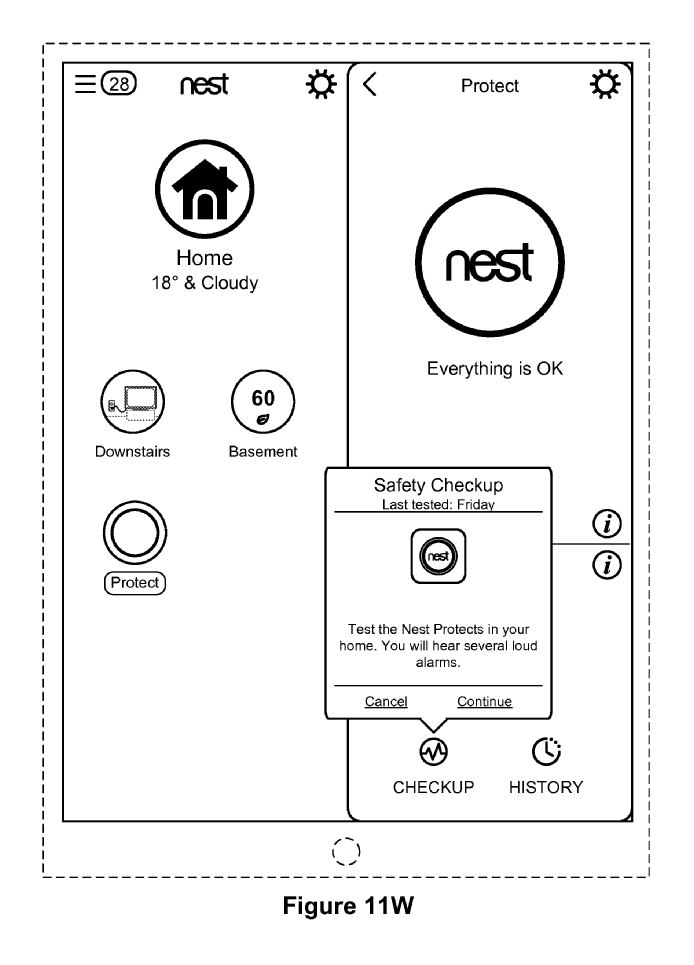 28
nest
Protect
Home
18° & Cloudy
nest
Everything is OK
60
Downstairs
Basement
Protect
Safety Checkup
Last tested: Friday
nest
Test the Nest Protects in your
home. You will hear several loud
alarms.
Cancel
Continue
i
i
CHECKUP
HISTORY
Figure 11W